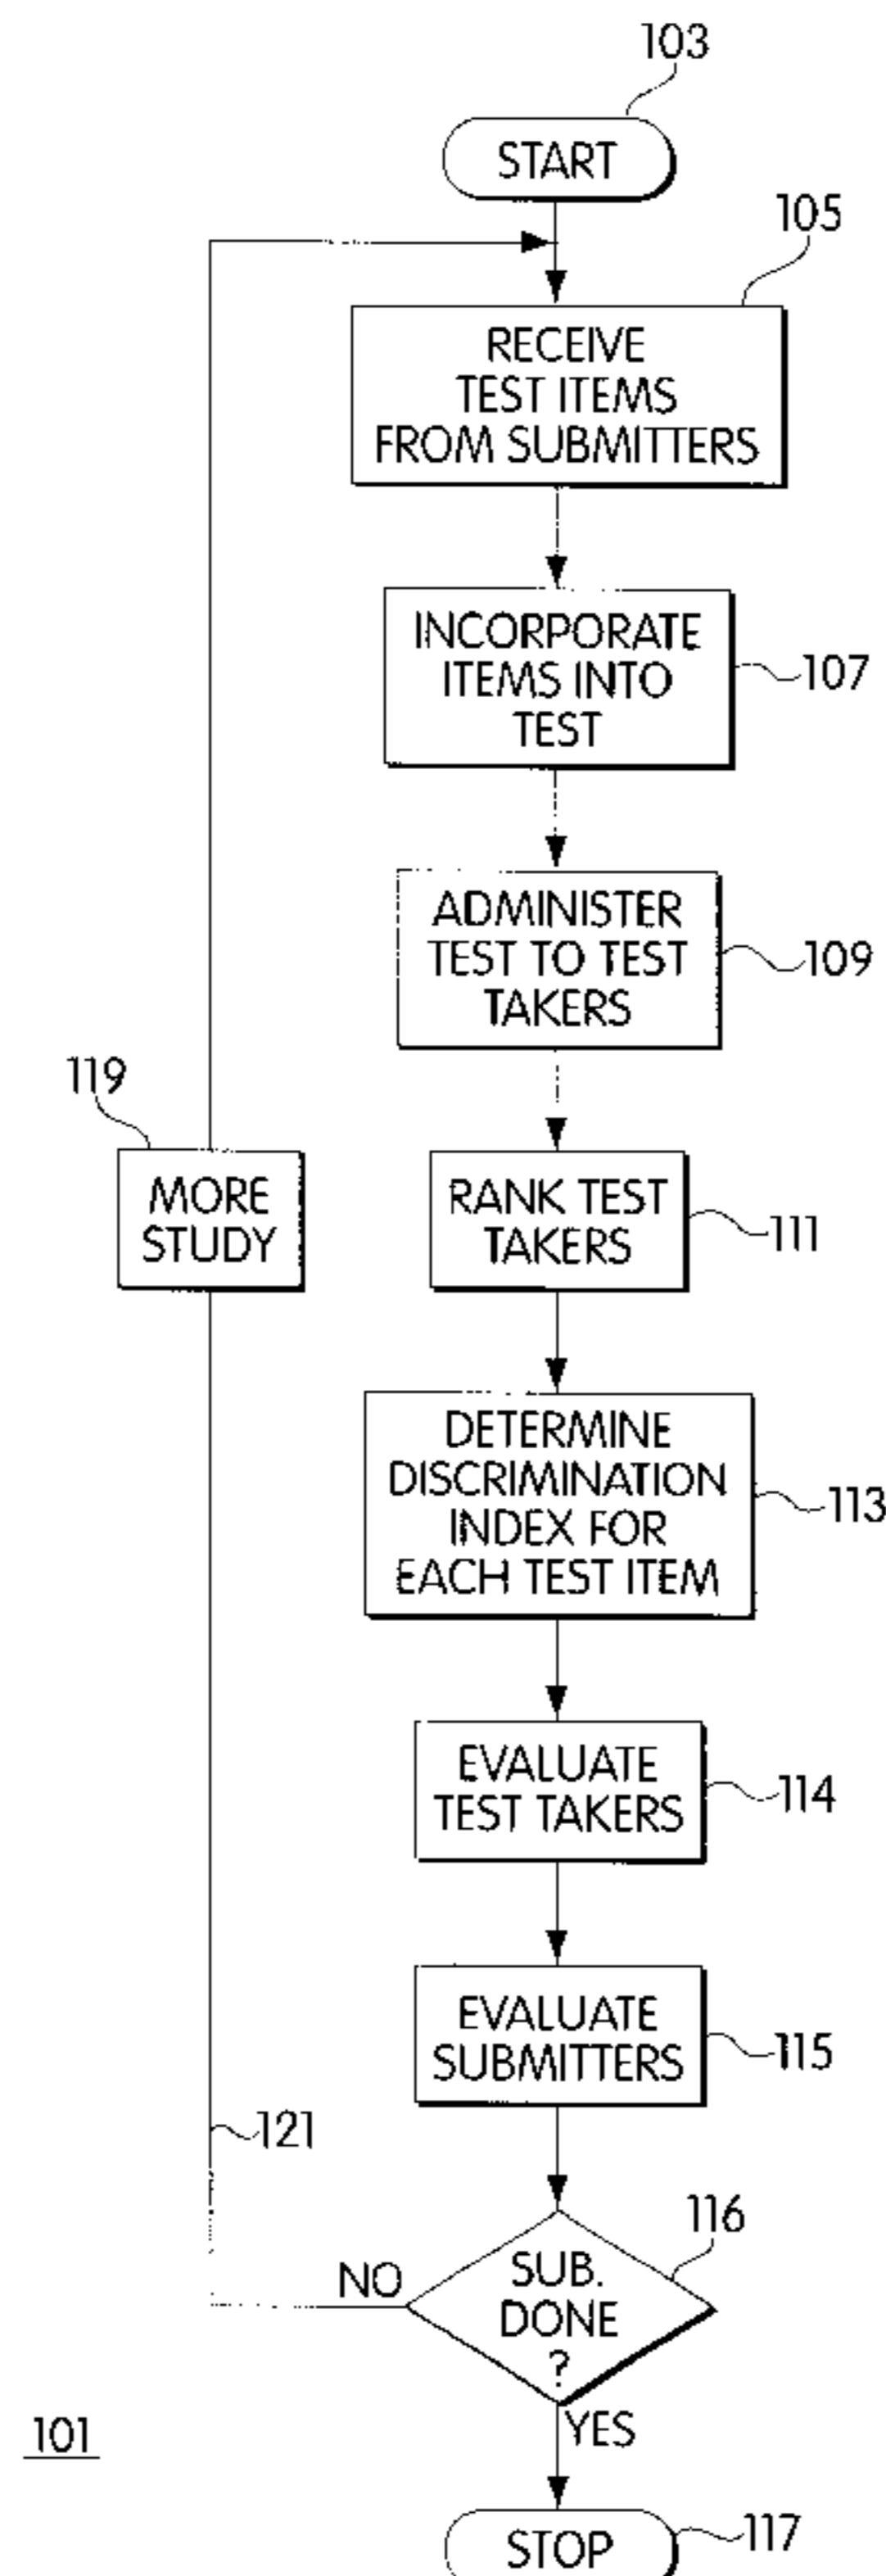 103
START
105
RECEIVE
TEST ITEMS
FROM SUBMITTERS
INCORPORATE
ITEMS INTO
TEST
107
ADMINISTER
TEST TO TEST
TAKERS
109
119
MORE
STUDY
RANK TEST
TAKERS
111
DETERMINE
DISCRIMINATION
INDEX FOR
EACH TEST ITEM
113
EVALUATE
TEST TAKERS
114
EVALUATE
SUBMITTERS
115
121
116
NO
SUB.
DONE
?
YES
101
STOP
117